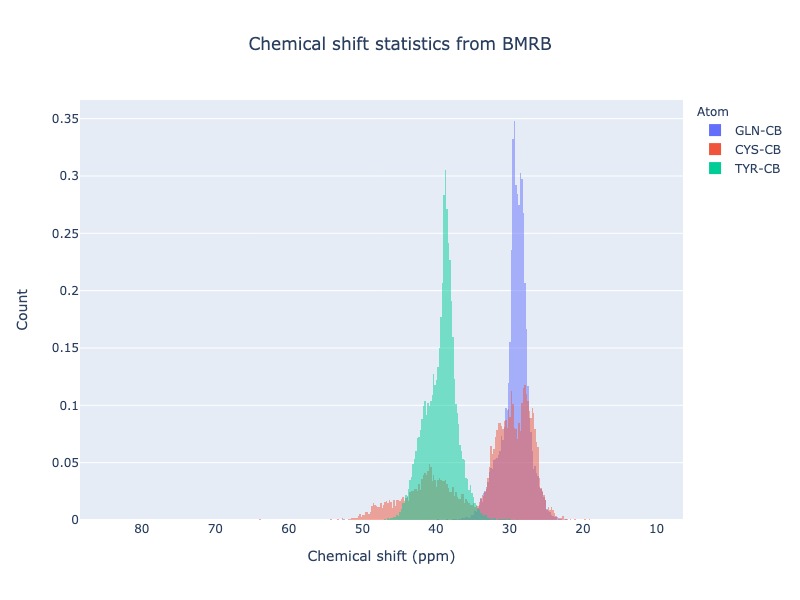 Chemical shift statistics from BMRB
Atom
GLN-CB
CYS-CB
TYR-CB
0.35
0.3
0.25
0.2
0.15
0.1
0.05
0
Count
80 70 60 50 40 30 20 10
Chemical shift (ppm)